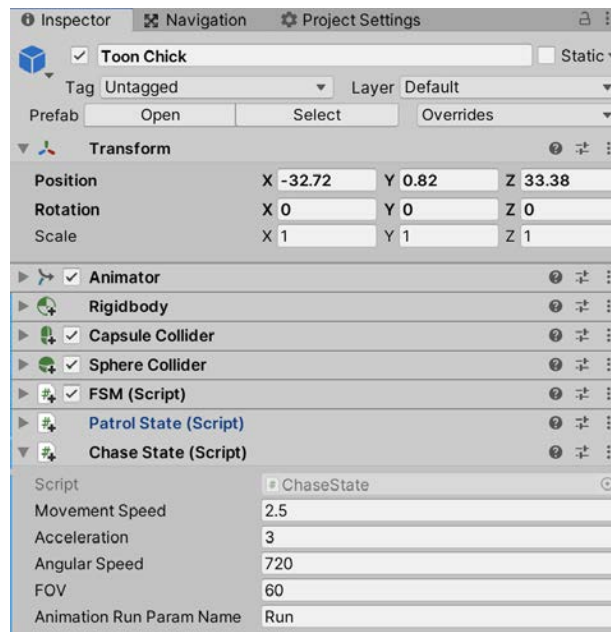 Inspector Navigation Project Settings
Toon Chick Static
Tag Untagged Layer Default
Prefab Open Select Overrides
Transform
Position X -32.72 Y 0.82 Z 33.38
Rotation X 0 Y 0 Z 0
Scale X 1 Y 1 Z 1
Animator
Rigidbody
Capsule Collider
Sphere Collider
FSM (Script)
Patrol State (Script)
Chase State (Script)
Script ChaseState
Movement Speed 2.5
Acceleration 3
Angular Speed 720
FOV 60
Animation Run Param Name Run